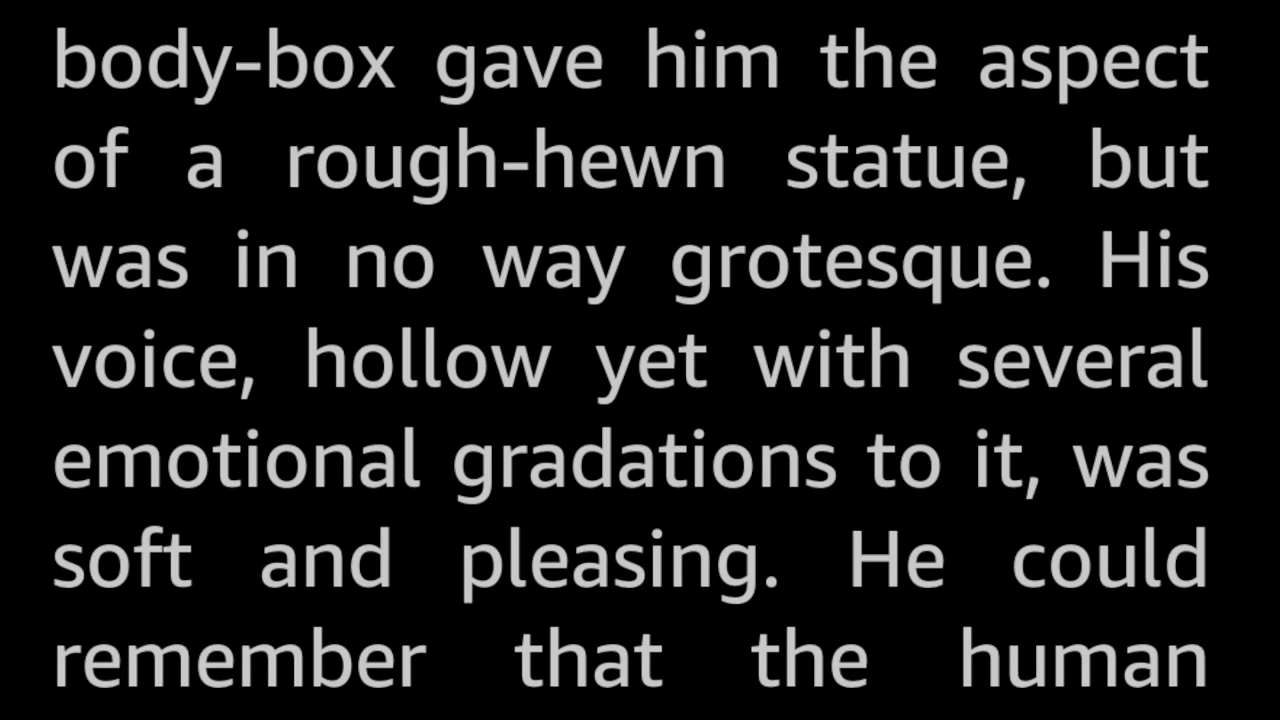 body-box gave him the aspect
of a rough-hewn statue, but
was in no way grotesque. His
voice, hollow yet with several
emotional gradations to it, was
soft and pleasing. He could
remember that the human